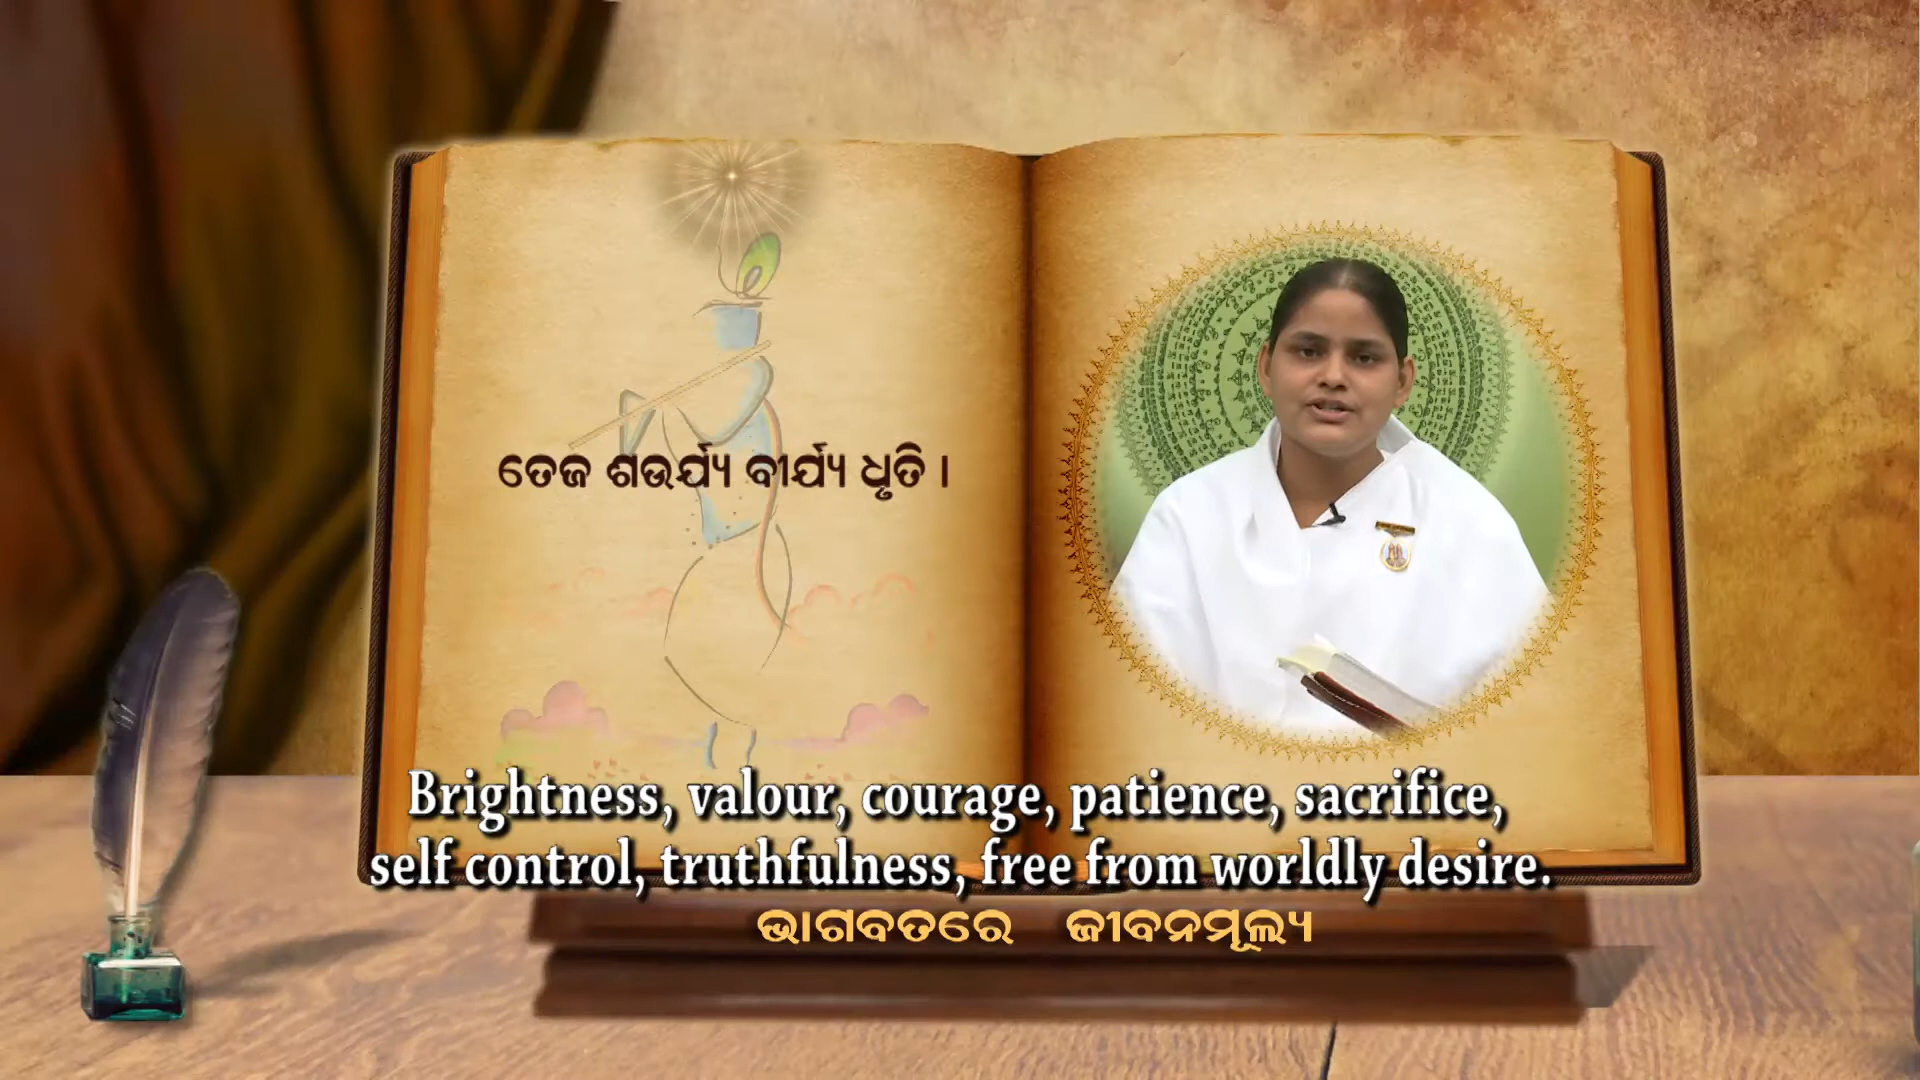 ତେଜ ଶଉର୍ଯ୍ୟ ବୀର୍ଯ୍ୟ ଧୃତି ।
Brightness, valour, courage, patience, sacrifice,
self control, truthfulness, free from worldly desire.
ଭାଗବତରେ ଜୀବନମୂଲ୍ୟ